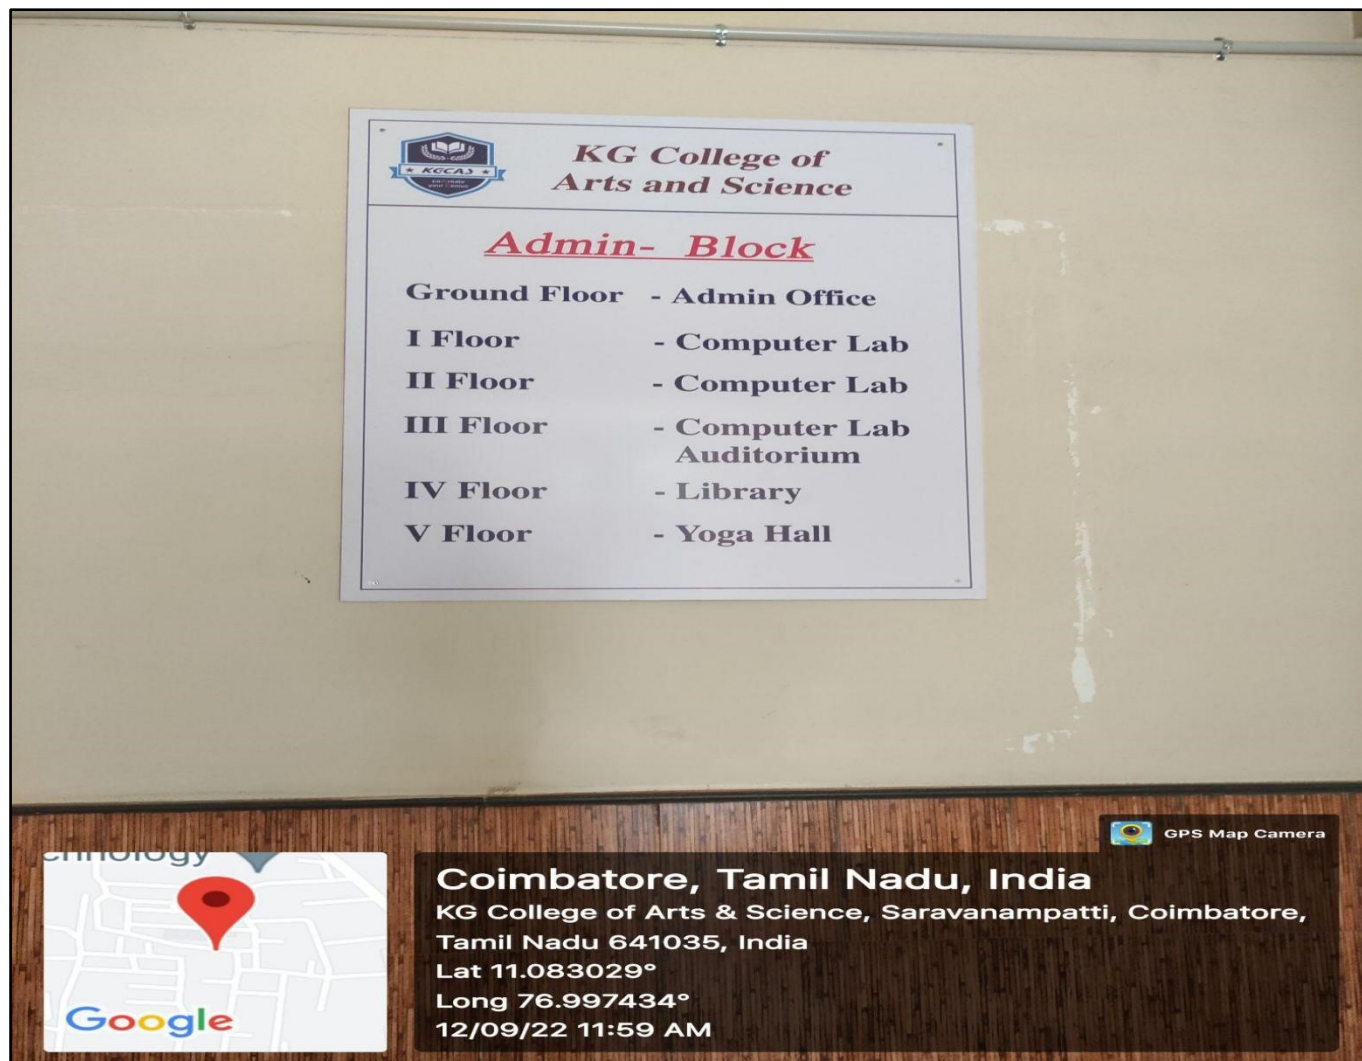 KGCAS
KG College of
Arts and Science
Admin- Block
Ground Floor - Admin Office
I Floor - Computer Lab
II Floor - Computer Lab
III Floor - Computer Lab
Auditorium
IV Floor - Library
V Floor - Yoga Hall
GPS Map Camera
chnology
Google
Coimbatore, Tamil Nadu, India
KG College of Arts & Science, Saravanampatti, Coimbatore,
Tamil Nadu 641035, India
Lat 11.083029°
Long 76.997434°
12/09/22 11:59 AM